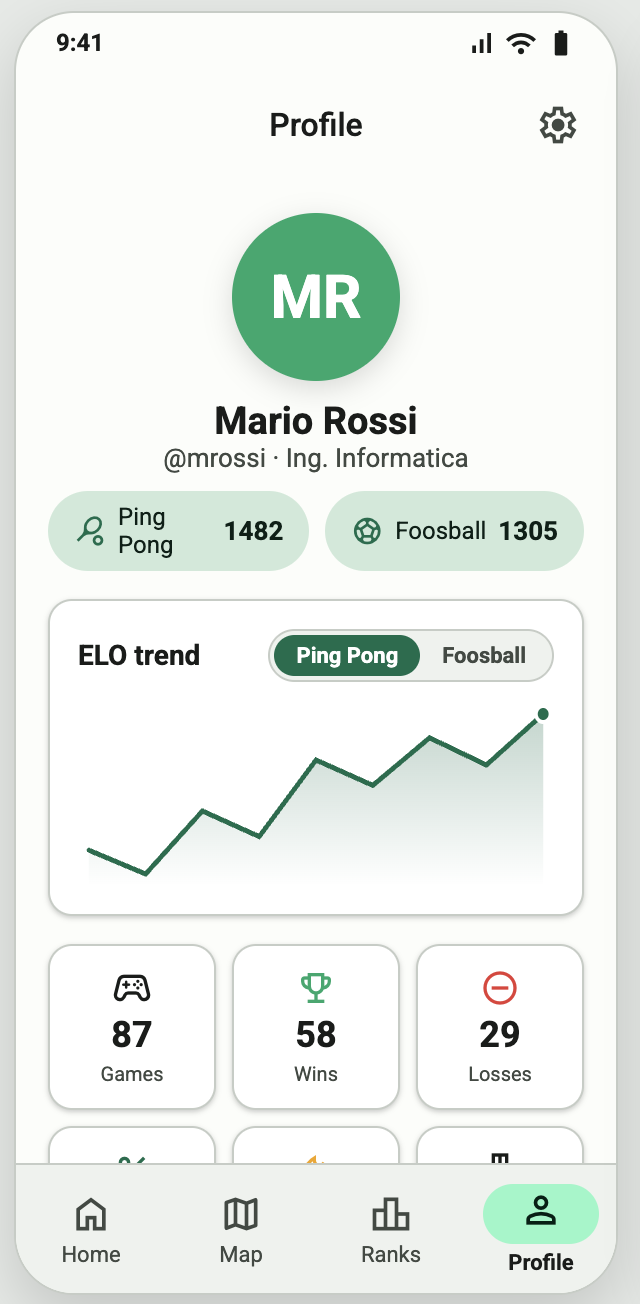 9:41
Profile
MR
Mario Rossi
@mrossi · Ing. Informatica
Ping
Pong
1482
Foosball 1305
ELO trend
Ping Pong
Foosball
87
Games
58
Wins
29
Losses
Home
Map
Ranks
Profile